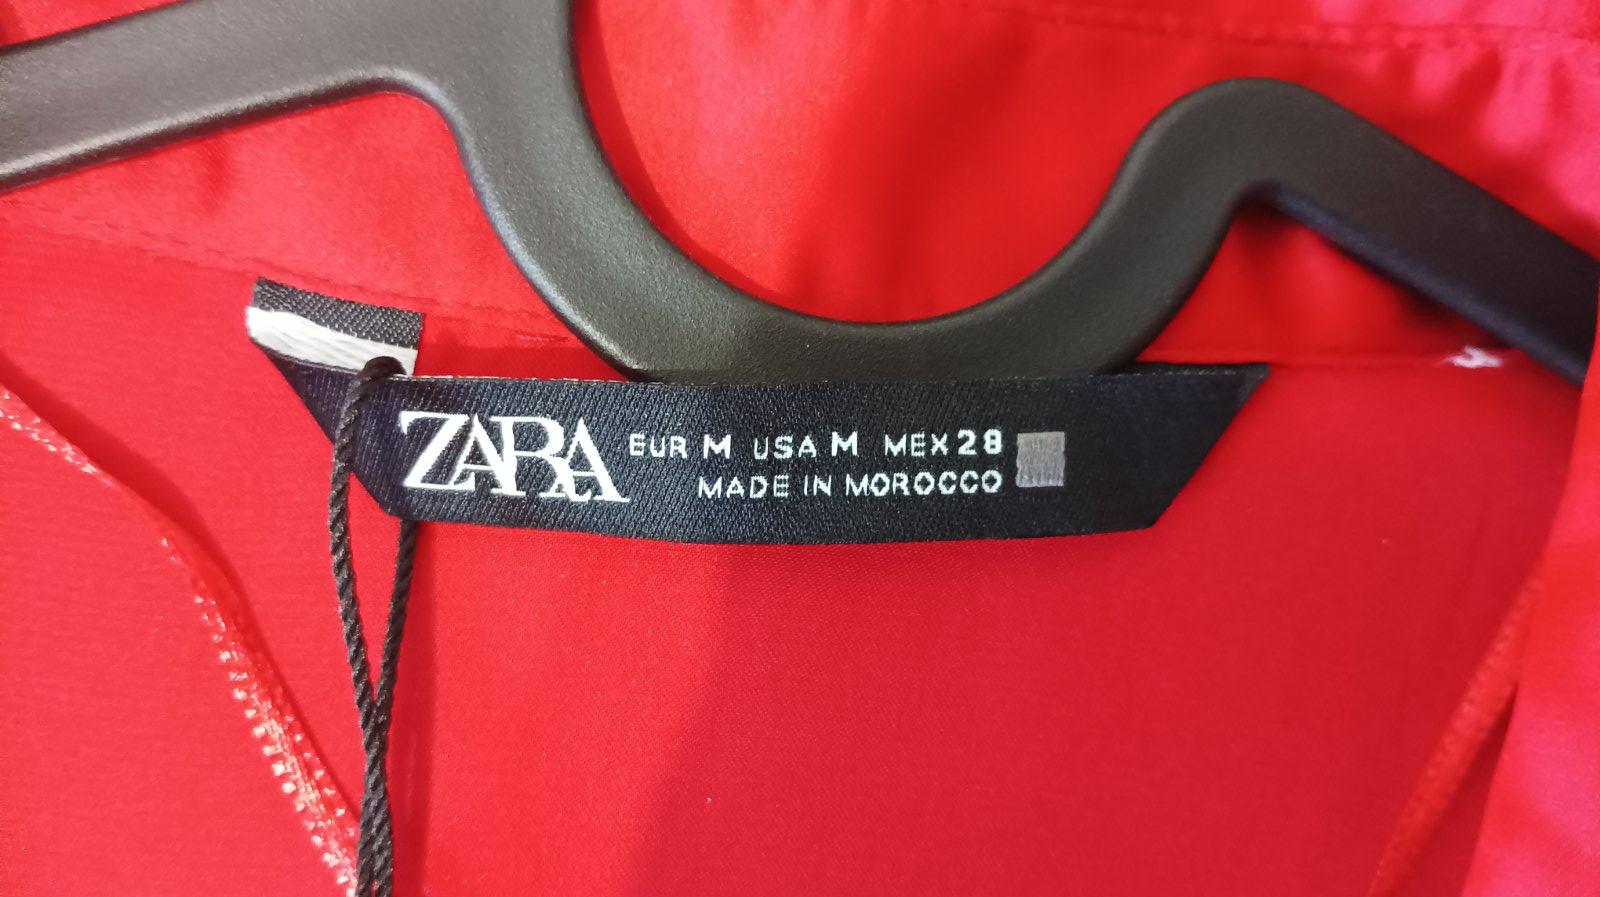 ZARA
EUR M USA M MEX 28
MADE IN MOROCCO